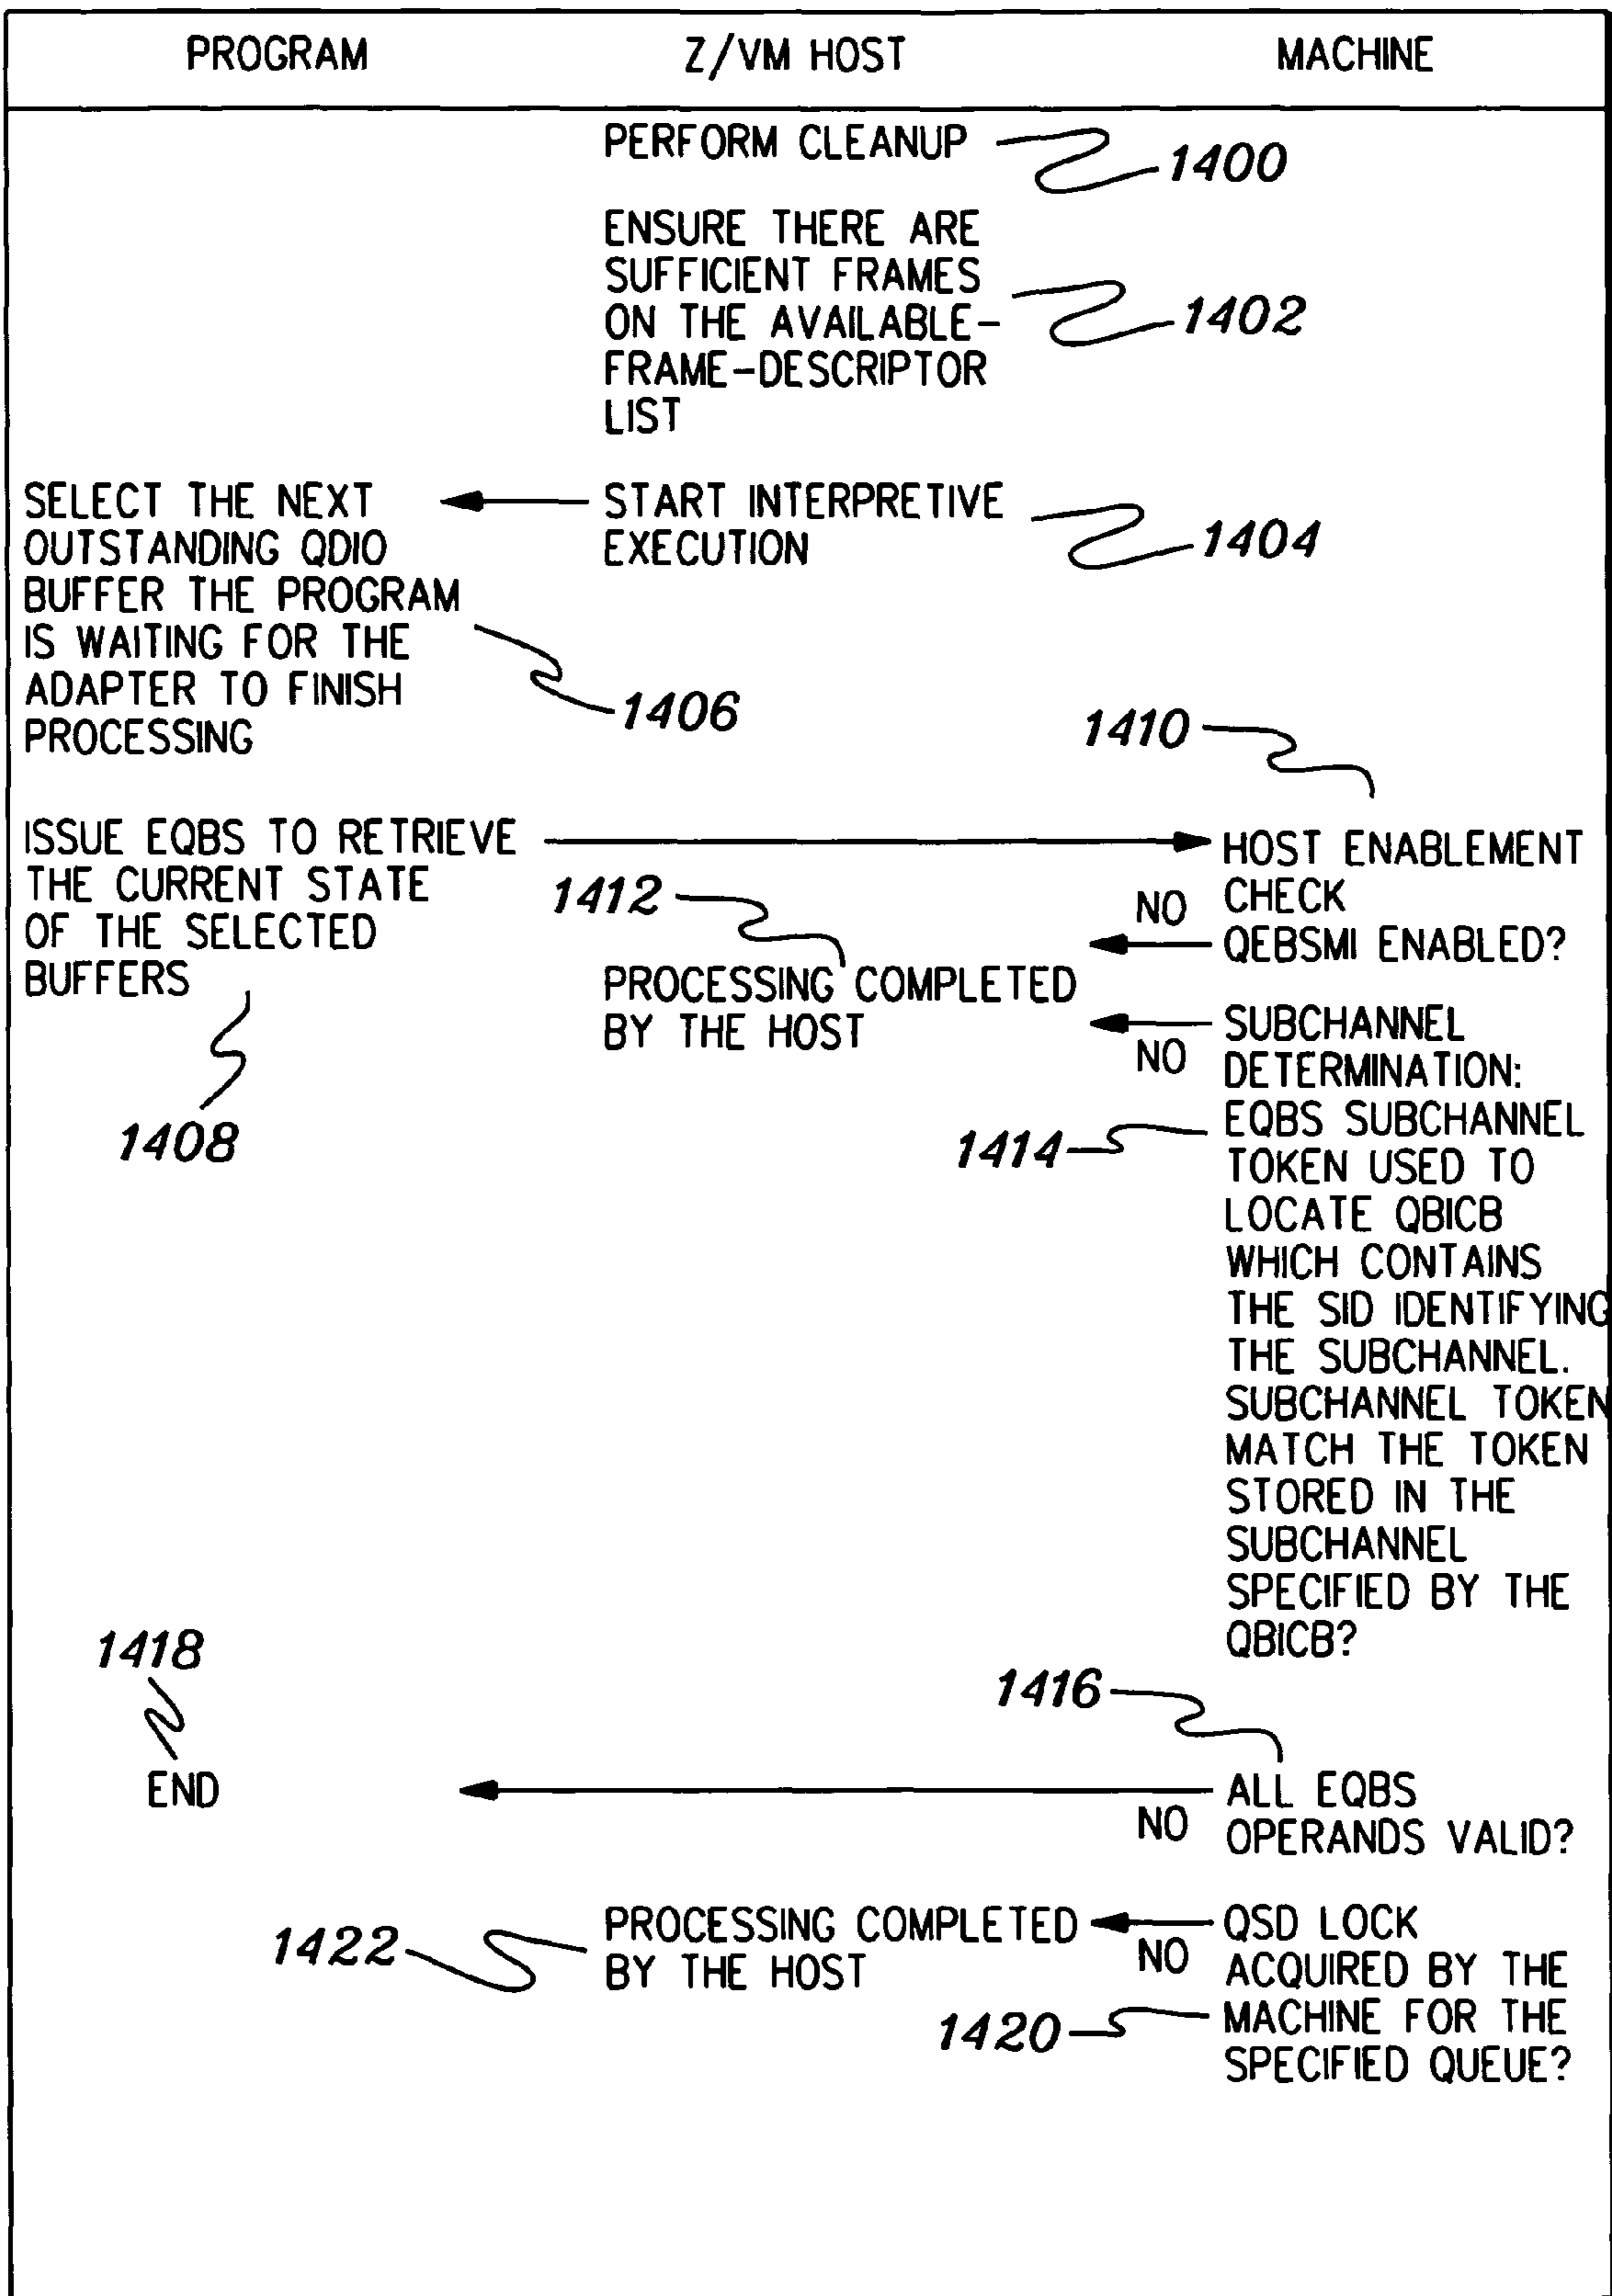 PROGRAM Z/VM HOST MACHINE
PERFORM CLEANUP 1400
ENSURE THERE ARE
SUFFICIENT FRAMES
ON THE AVAILABLE- 1402
FRAME-DESCRIPTOR
LIST
START INTERPRETIVE
EXECUTION 1404
SELECT THE NEXT
OUTSTANDING QDIO
BUFFER THE PROGRAM
IS WAITING FOR THE
ADAPTER TO FINISH
PROCESSING
1406
1410
ISSUE EQBS TO RETRIEVE
THE CURRENT STATE
OF THE SELECTED
BUFFERS
1408
HOST ENABLEMENT
CHECK
NO QEBSMI ENABLED?
1412
PROCESSING COMPLETED
BY THE HOST
SUBCHANNEL
NO DETERMINATION:
1414 EQBS SUBCHANNEL
TOKEN USED TO
LOCATE QBICB
WHICH CONTAINS
THE SID IDENTIFYING
THE SUBCHANNEL.
SUBCHANNEL TOKEN
MATCH THE TOKEN
STORED IN THE
SUBCHANNEL
SPECIFIED BY THE
QBICB?
1418
1416
END
ALL EQBS
NO OPERANDS VALID?
1422
PROCESSING COMPLETED
BY THE HOST
QSD LOCK
NO ACQUIRED BY THE
1420 MACHINE FOR THE
SPECIFIED QUEUE?